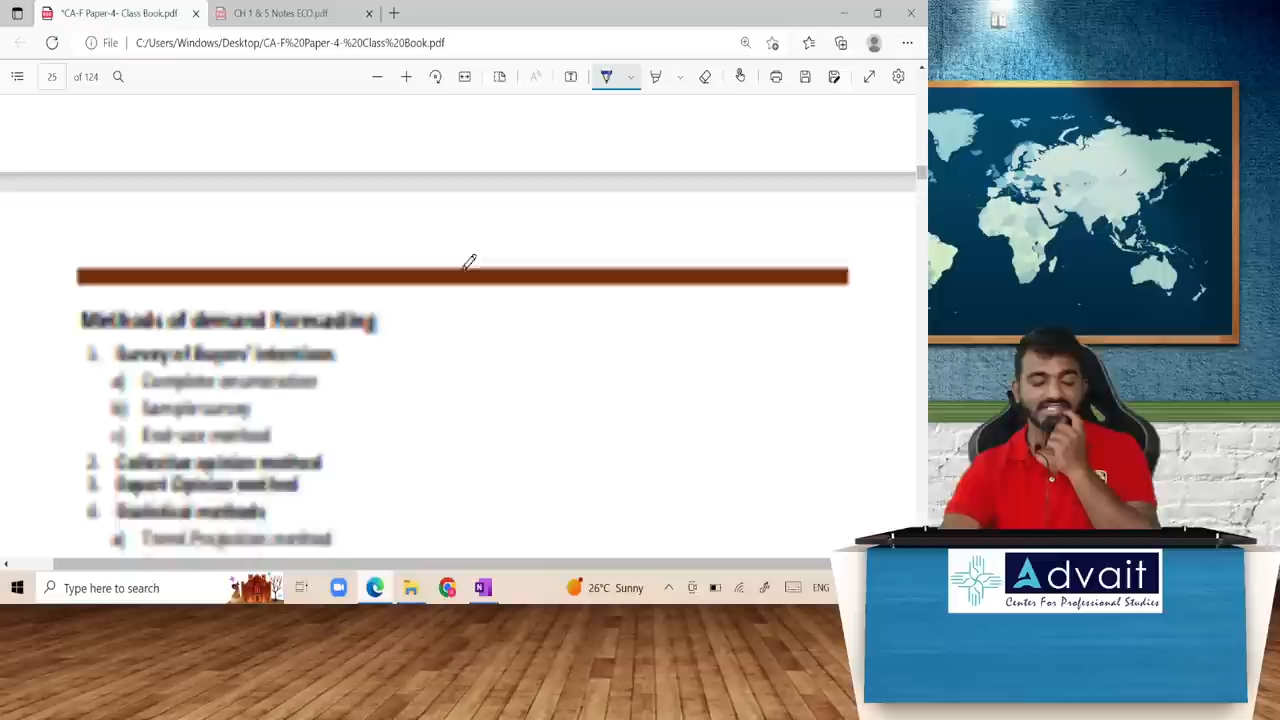 *CA-F Paper-4- Class Book.pdf
CH 1 & 5 Notes ECO.pdf
File
C:/Users/Windows/Desktop/CA-F%20Paper-4-%20Class%20Book.pdf
25
of 124
Methods of demand Forecasting
1. Survey of Buyers' Intentions
a) Complete enumeration
b) Sample survey
c) End-use method
2. Collective opinion method
3. Expert Opinion method
4. Statistical methods
a) Trend Projection method
Type here to search
26°C Sunny
ENG
Advait
Center For Professional Studies